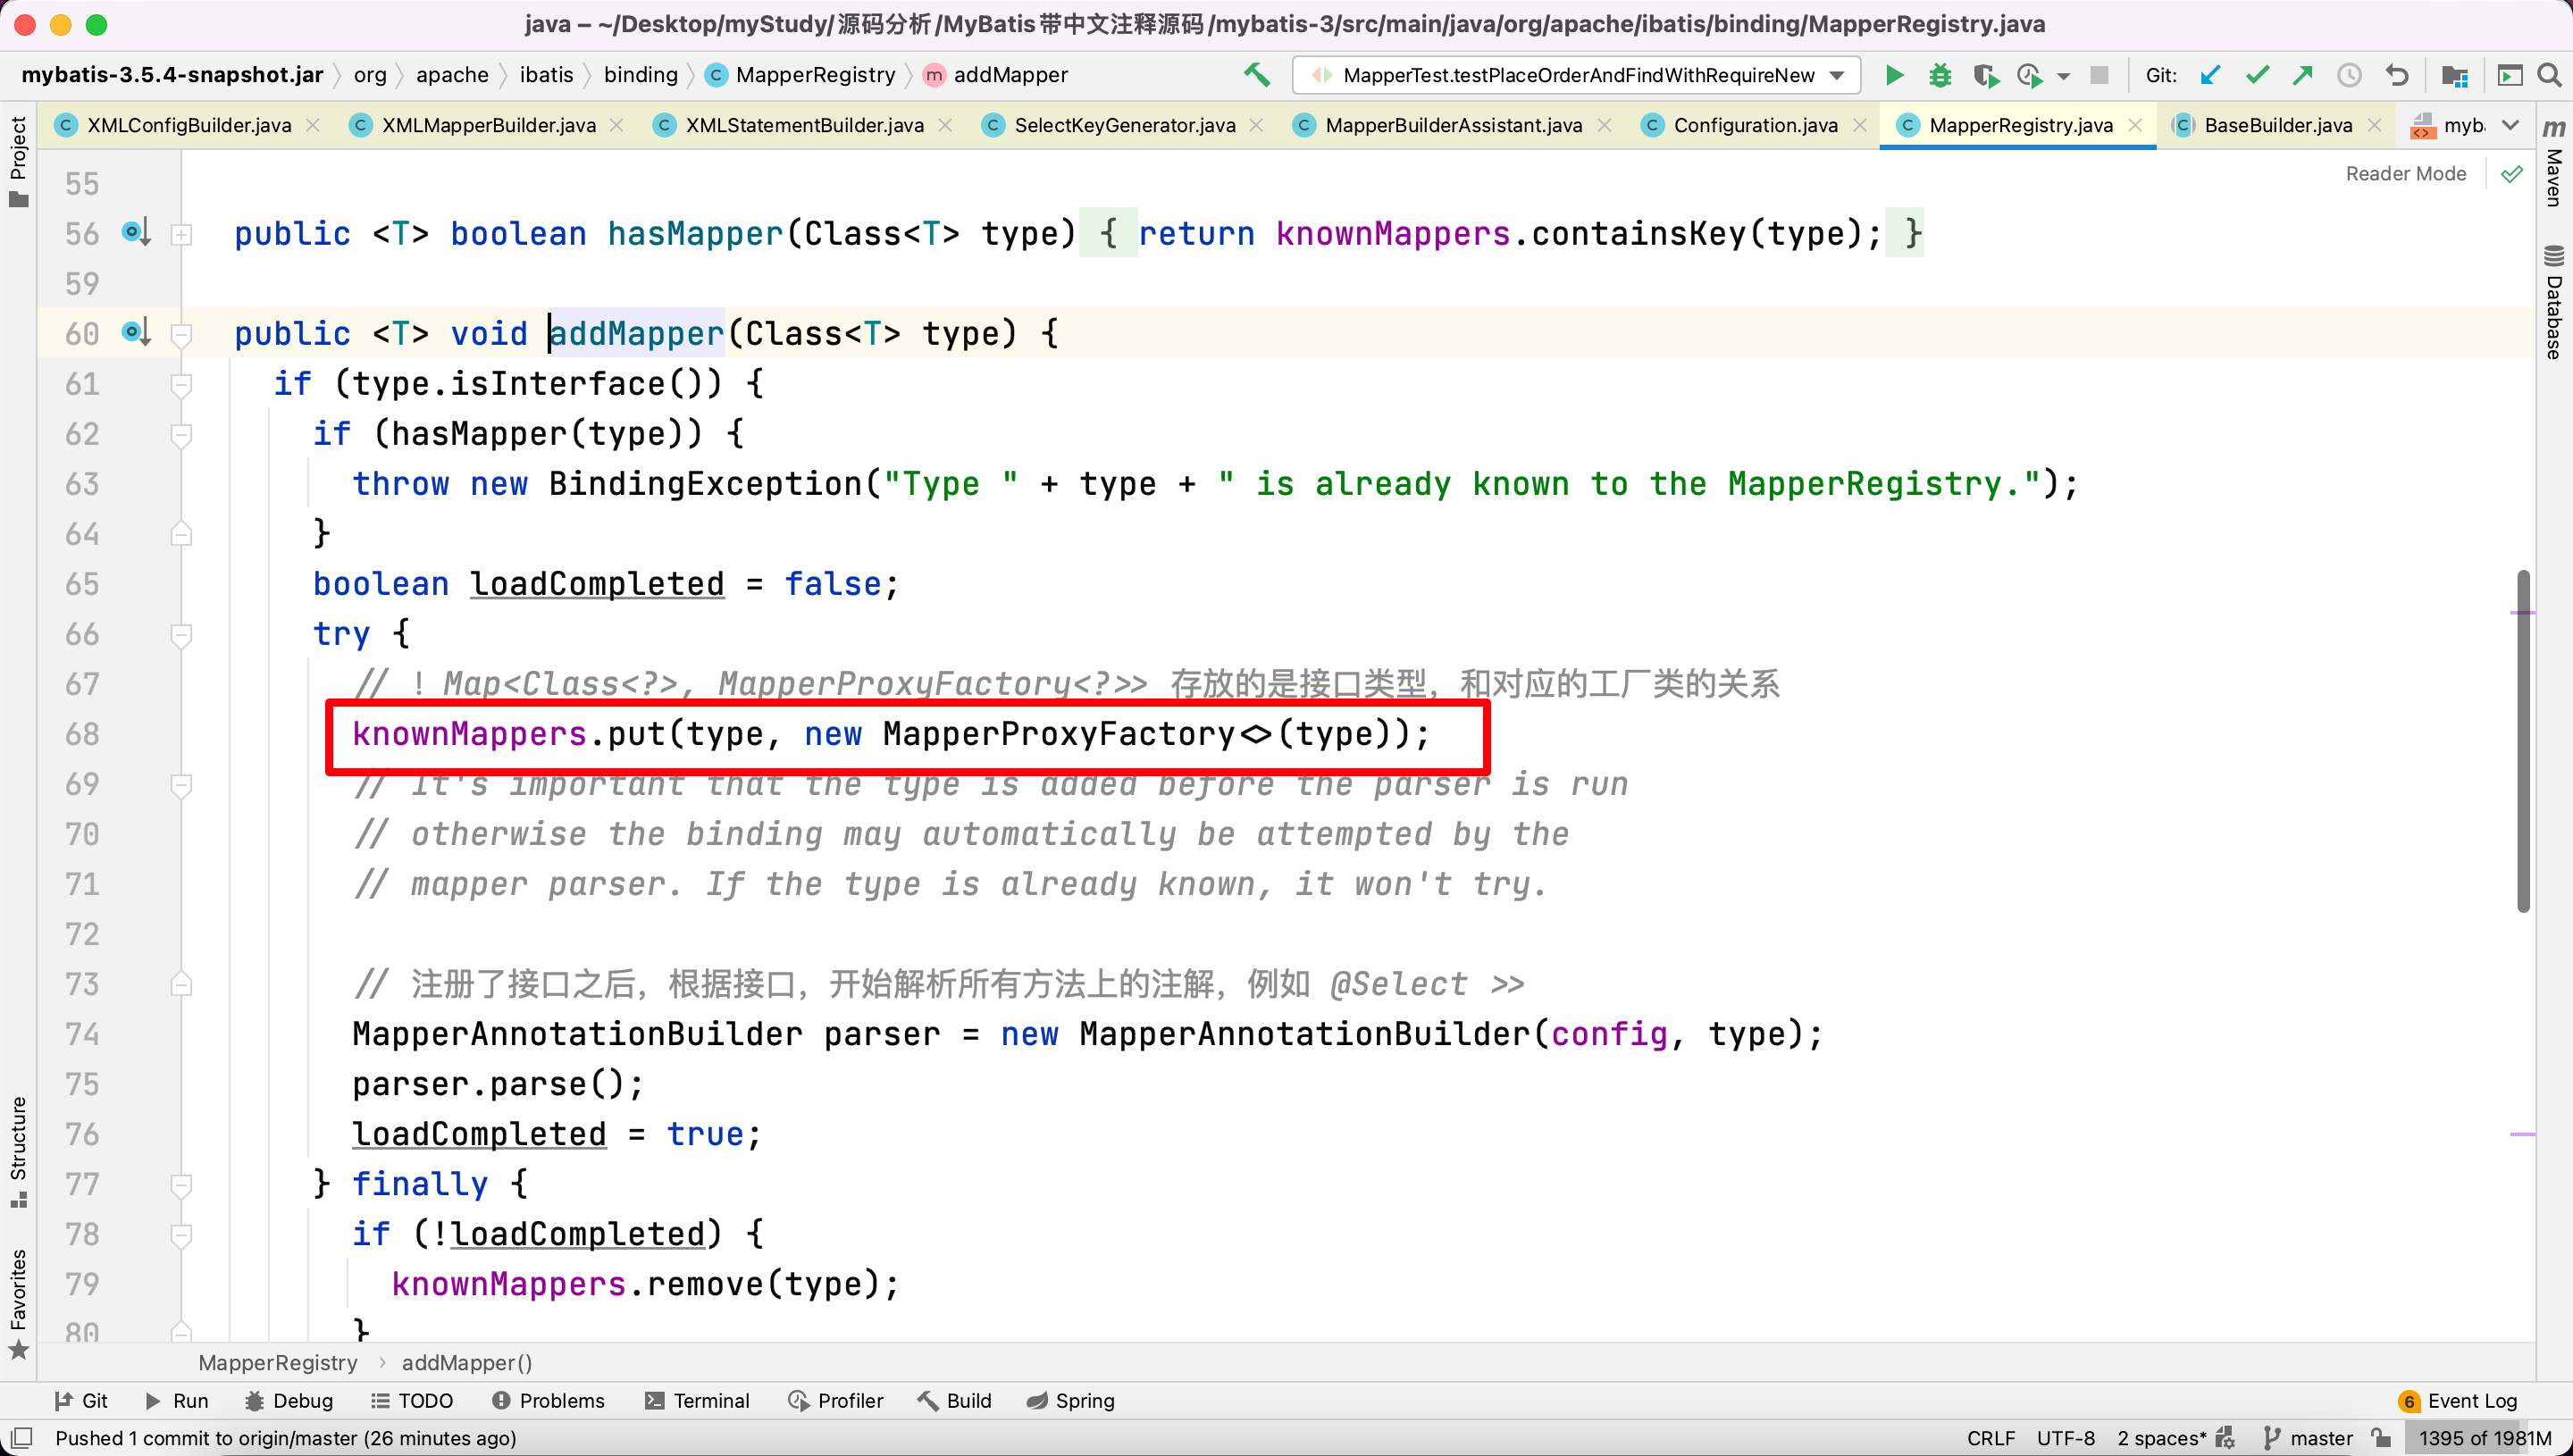 java – ~/Desktop/myStudy/源码分析/MyBatis带中文注释源码/mybatis-3/src/main/java/org/apache/ibatis/binding/MapperRegistry.java
mybatis-3.5.4-snapshot.jar org apache ibatis binding C MapperRegistry m addMapper MapperTest.testPlaceOrderAndFindWithRequireNew Git:
Project C XMLConfigBuilder.java C XMLMapperBuilder.java C XMLStatementBuilder.java C SelectKeyGenerator.java C MapperBuilderAssistant.java C Configuration.java C MapperRegistry.java C BaseBuilder.java myb m
Maven
Database
Reader Mode
55
56 public <T> boolean hasMapper(Class<T> type) { return knownMappers.containsKey(type); }
59
60 public <T> void addMapper(Class<T> type) {
61 if (type.isInterface()) {
62 if (hasMapper(type)) {
63 throw new BindingException("Type " + type + " is already known to the MapperRegistry.");
64 }
65 boolean loadCompleted = false;
66 try {
67 // ! Map<Class<?>, MapperProxyFactory<?>> 存放的是接口类型，和对应的工厂类的关系
68 knownMappers.put(type, new MapperProxyFactory<>(type));
69 // It's important that the type is added before the parser is run
70 // otherwise the binding may automatically be attempted by the
71 // mapper parser. If the type is already known, it won't try.
72
73 // 注册了接口之后，根据接口，开始解析所有方法上的注解，例如 @Select >>
74 MapperAnnotationBuilder parser = new MapperAnnotationBuilder(config, type);
75 parser.parse();
76 loadCompleted = true;
77 } finally {
78 if (!loadCompleted) {
79 knownMappers.remove(type);
80 }
Structure
Favorites
MapperRegistry › addMapper()
Git Run Debug TODO Problems Terminal Profiler Build Spring 6 Event Log
Pushed 1 commit to origin/master (26 minutes ago) CRLF UTF-8 2 spaces* master 1395 of 1981M